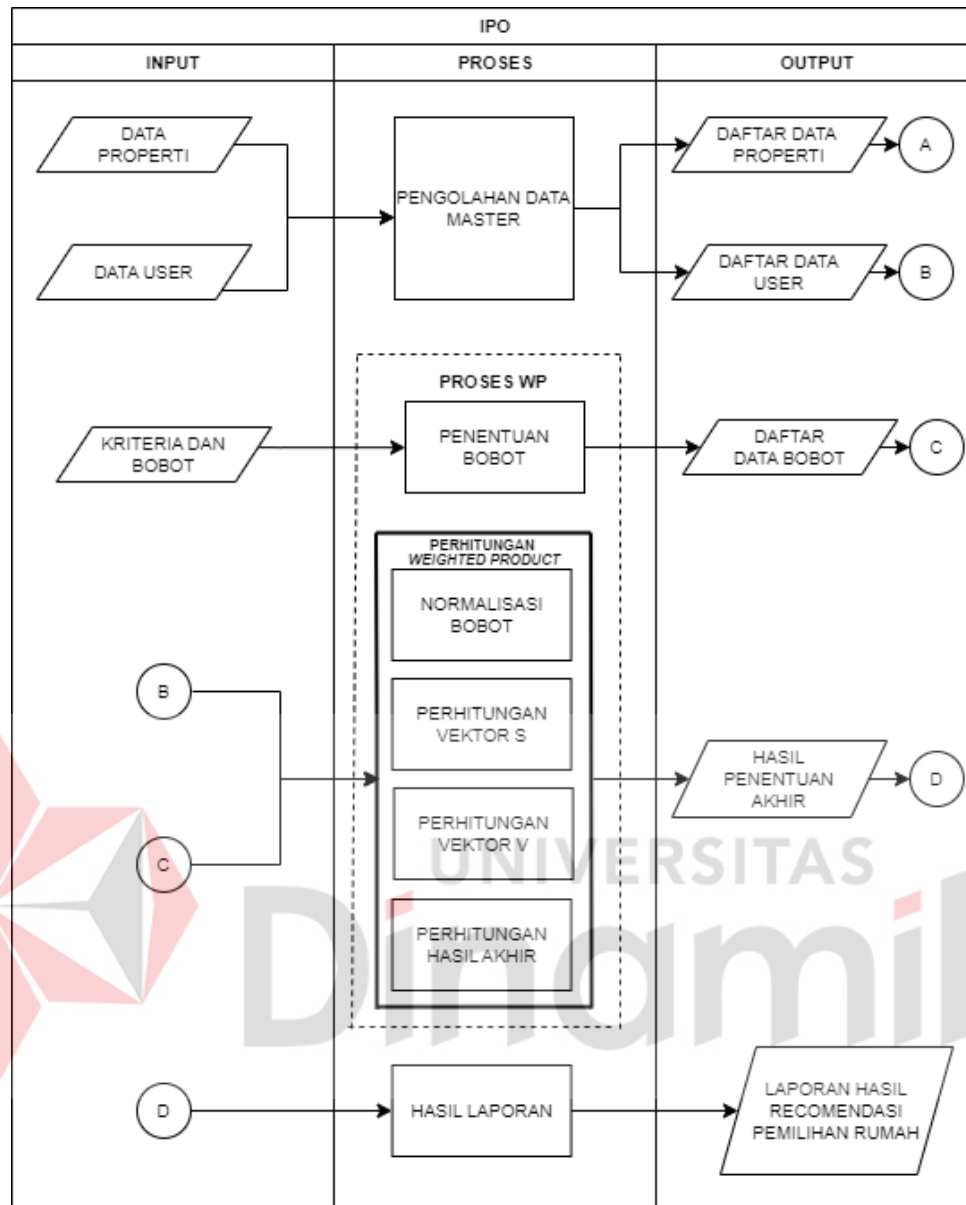 IPO
INPUT
PROSES
OUTPUT
DATA
PROPERTI
DATA USER
PENGOLAHAN DATA
MASTER
DAFTAR DATA
PROPERTI
A
DAFTAR DATA
USER
B
PROSES WP
KRITERIA DAN
BOBOT
PENENTUAN
BOBOT
DAFTAR
DATA BOBOT
C
PERHITUNGAN
WEIGHTED PRODUCT
NORMALISASI
BOBOT
B
PERHITUNGAN
VEKTOR S
HASIL
PENENTUAN
AKHIR
D
PERHITUNGAN
VEKTOR V
C
PERHITUNGAN
HASIL AKHIR
UNIVERSITAS
Dinamik
D
HASIL LAPORAN
LAPORAN HASIL
RECOMENDASI
PEMILIHAN RUMAH